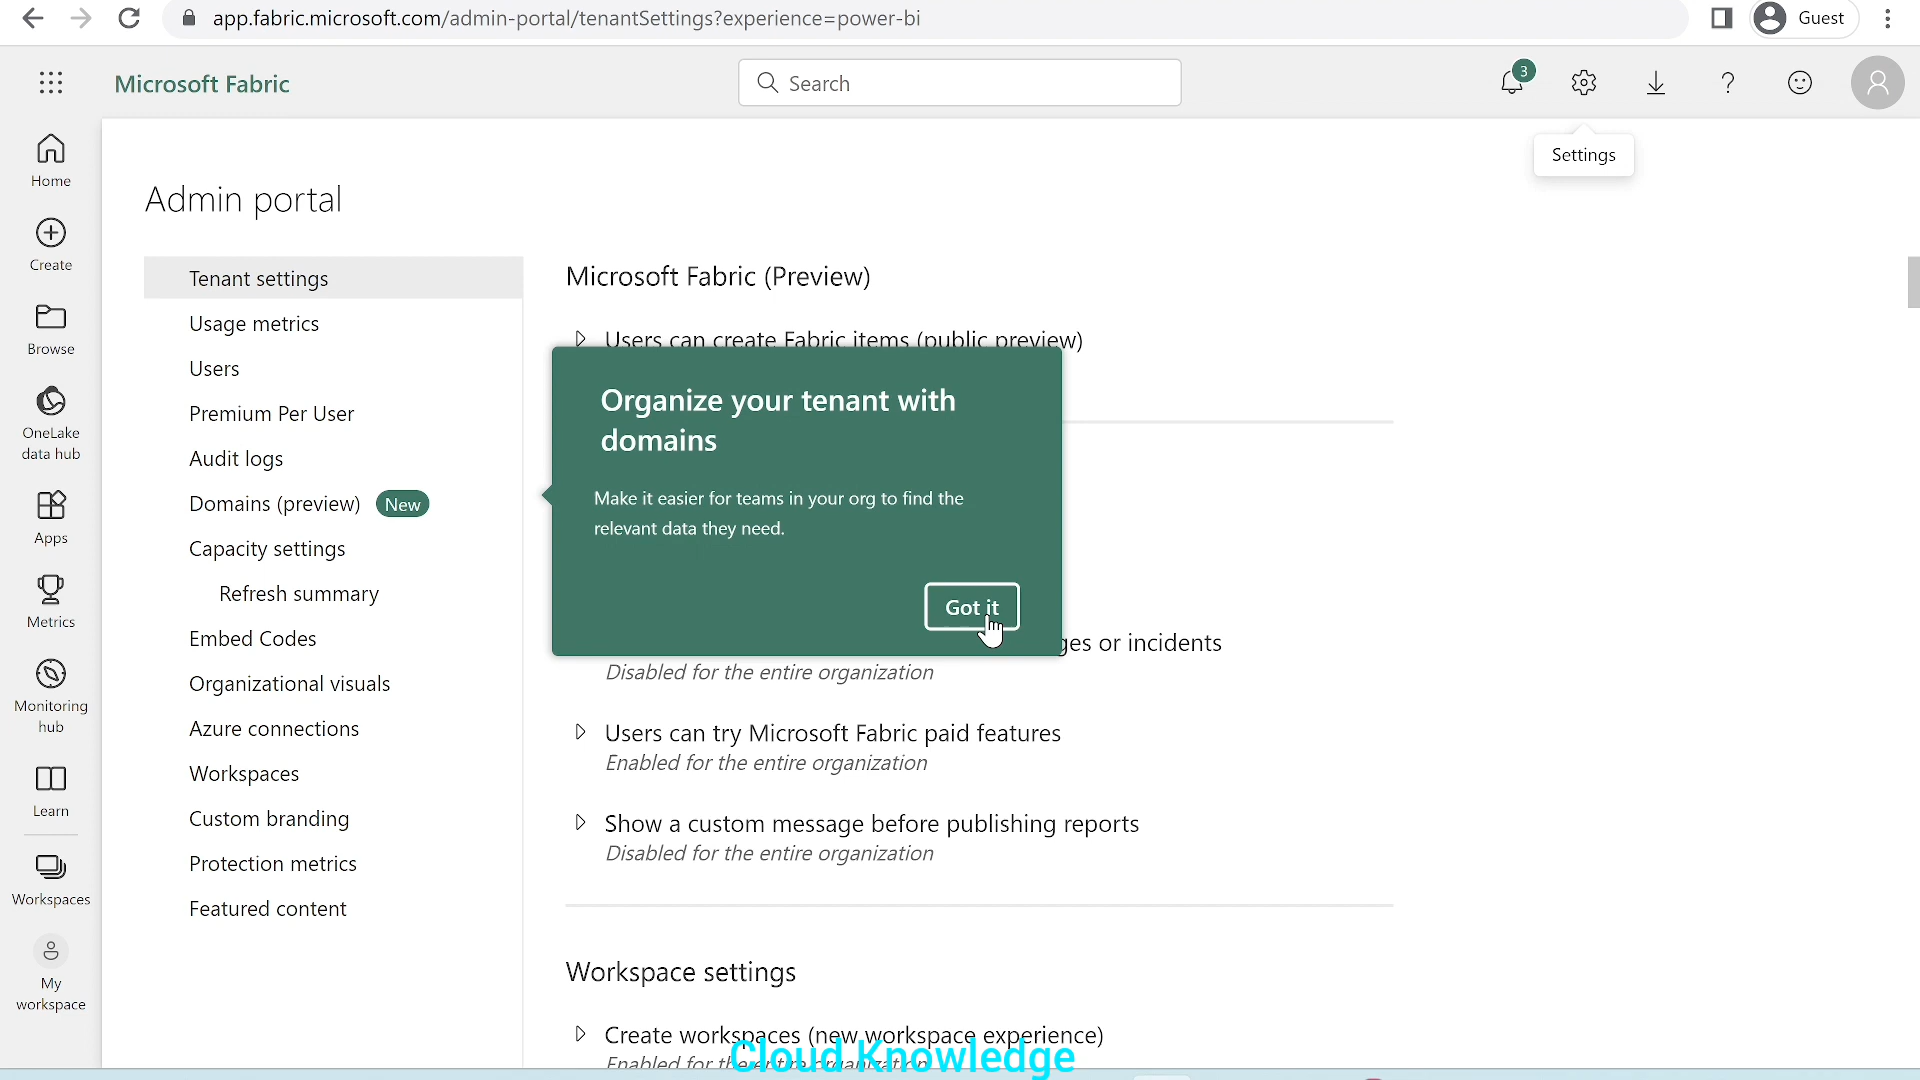 app.fabric.microsoft.com/admin-portal/tenantSettings?experience=power-bi
Guest
Microsoft Fabric
Search
3
Settings
Home
Create
Browse
OneLake
data hub
Apps
Metrics
Monitoring
hub
Learn
Workspaces
My
workspace
Admin portal
Tenant settings
Usage metrics
Users
Premium Per User
Audit logs
Domains (preview) New
Capacity settings
Refresh summary
Embed Codes
Organizational visuals
Azure connections
Workspaces
Custom branding
Protection metrics
Featured content
Microsoft Fabric (Preview)
Users can create Fabric items (public preview)
Organize your tenant with
domains
Make it easier for teams in your org to find the
relevant data they need.
Got it
or incidents
Disabled for the entire organization
Users can try Microsoft Fabric paid features
Enabled for the entire organization
Show a custom message before publishing reports
Disabled for the entire organization
Workspace settings
Create workspaces (new workspace experience)
Enabled for the entire organization
Cloud Knowledge